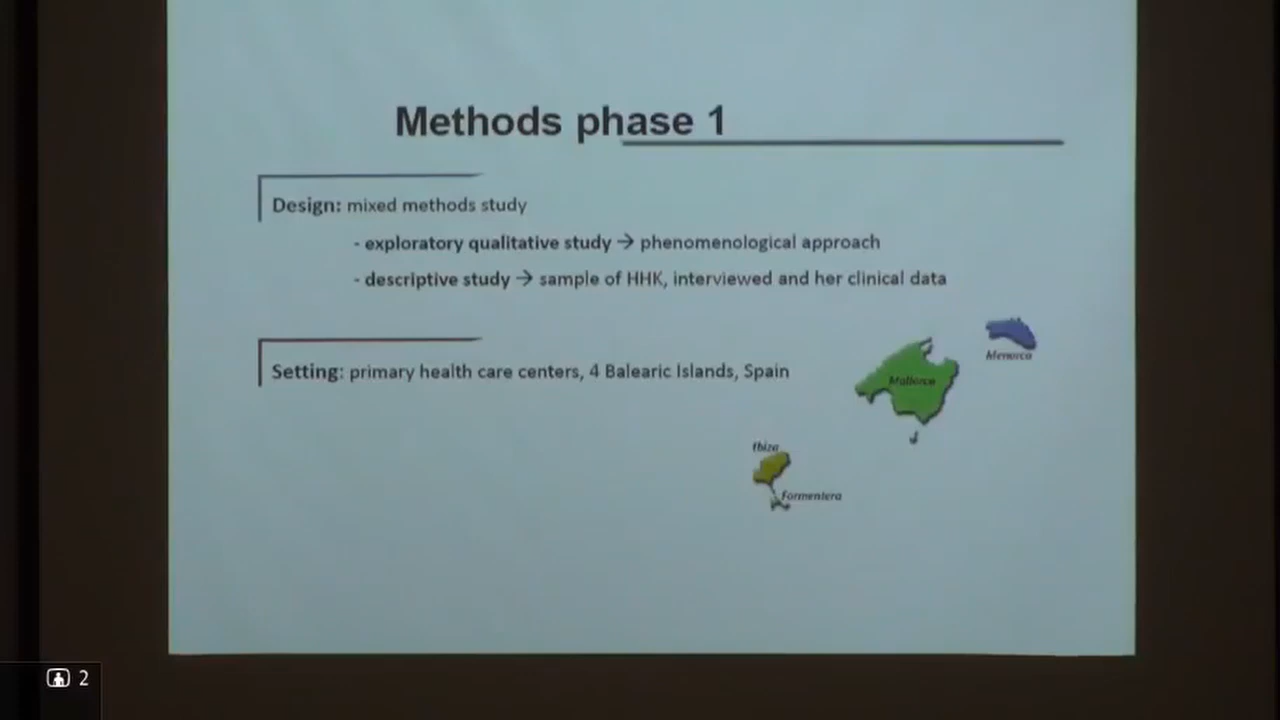 Methods phase 1
Design: mixed methods study
- exploratory qualitative study → phenomenological approach
- descriptive study → sample of HHK, interviewed and her clinical data
Setting: primary health care centers, 4 Balearic Islands, Spain
Menorca
Mallorca
Ibiza
Formentera
2